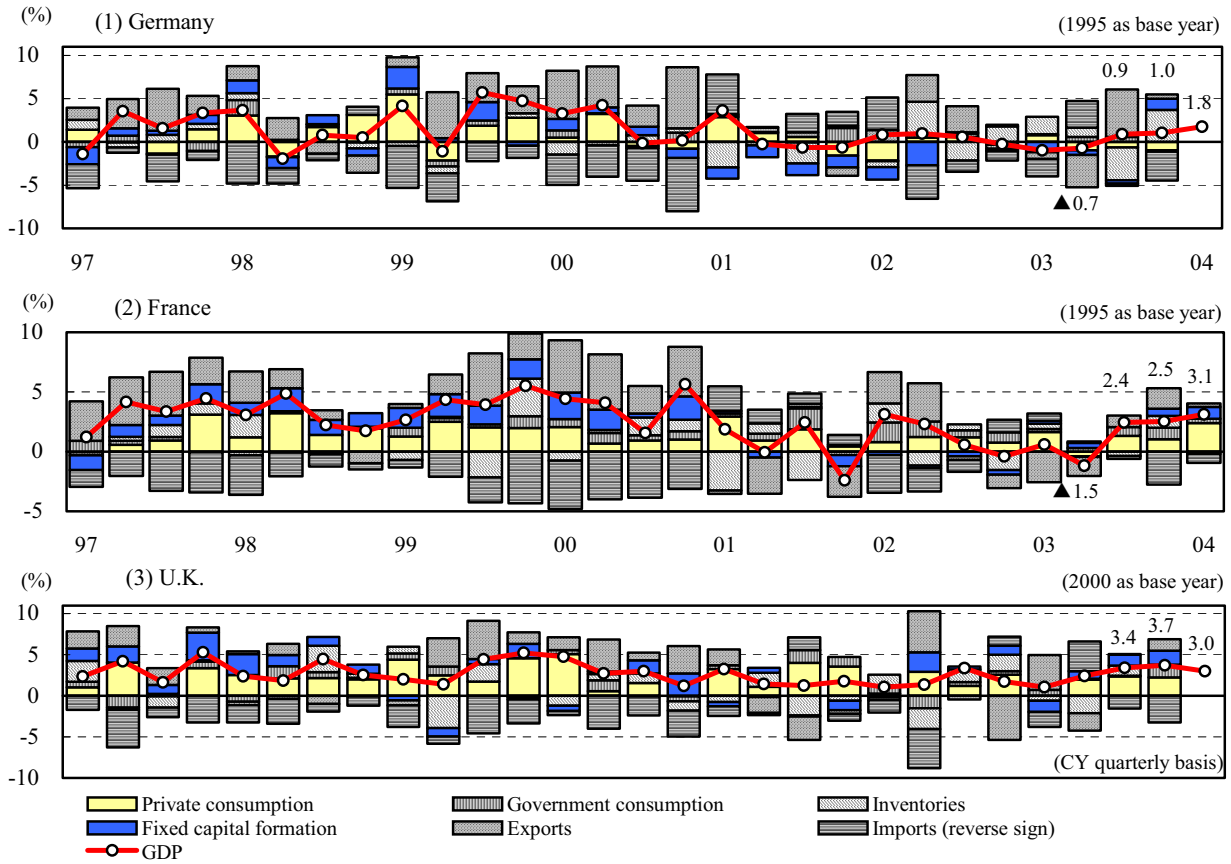 (%)
(1) Germany
(1995 as base year)
10
5
0
-5
-10
0.9
1.0
1.8
▲ 0.7
97 98 99 00 01 02 03 04
(%)
(2) France
(1995 as base year)
10
5
0
-5
2.4
2.5
3.1
▲ 1.5
97 98 99 00 01 02 03 04
(%)
(3) U.K.
(2000 as base year)
10
5
0
-5
-10
3.4
3.7
3.0
(CY quarterly basis)
Private consumption
Government consumption
Inventories
Fixed capital formation
Exports
Imports (reverse sign)
GDP